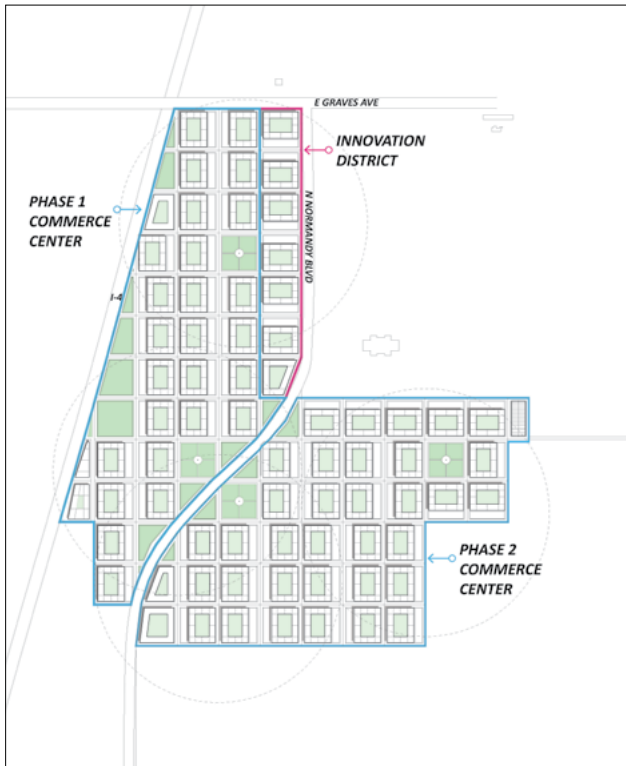 E GRAVES AVE
INNOVATION
DISTRICT
PHASE 1
COMMERCE
CENTER
N NORMANDY BLVD
I-4
PHASE 2
COMMERCE
CENTER